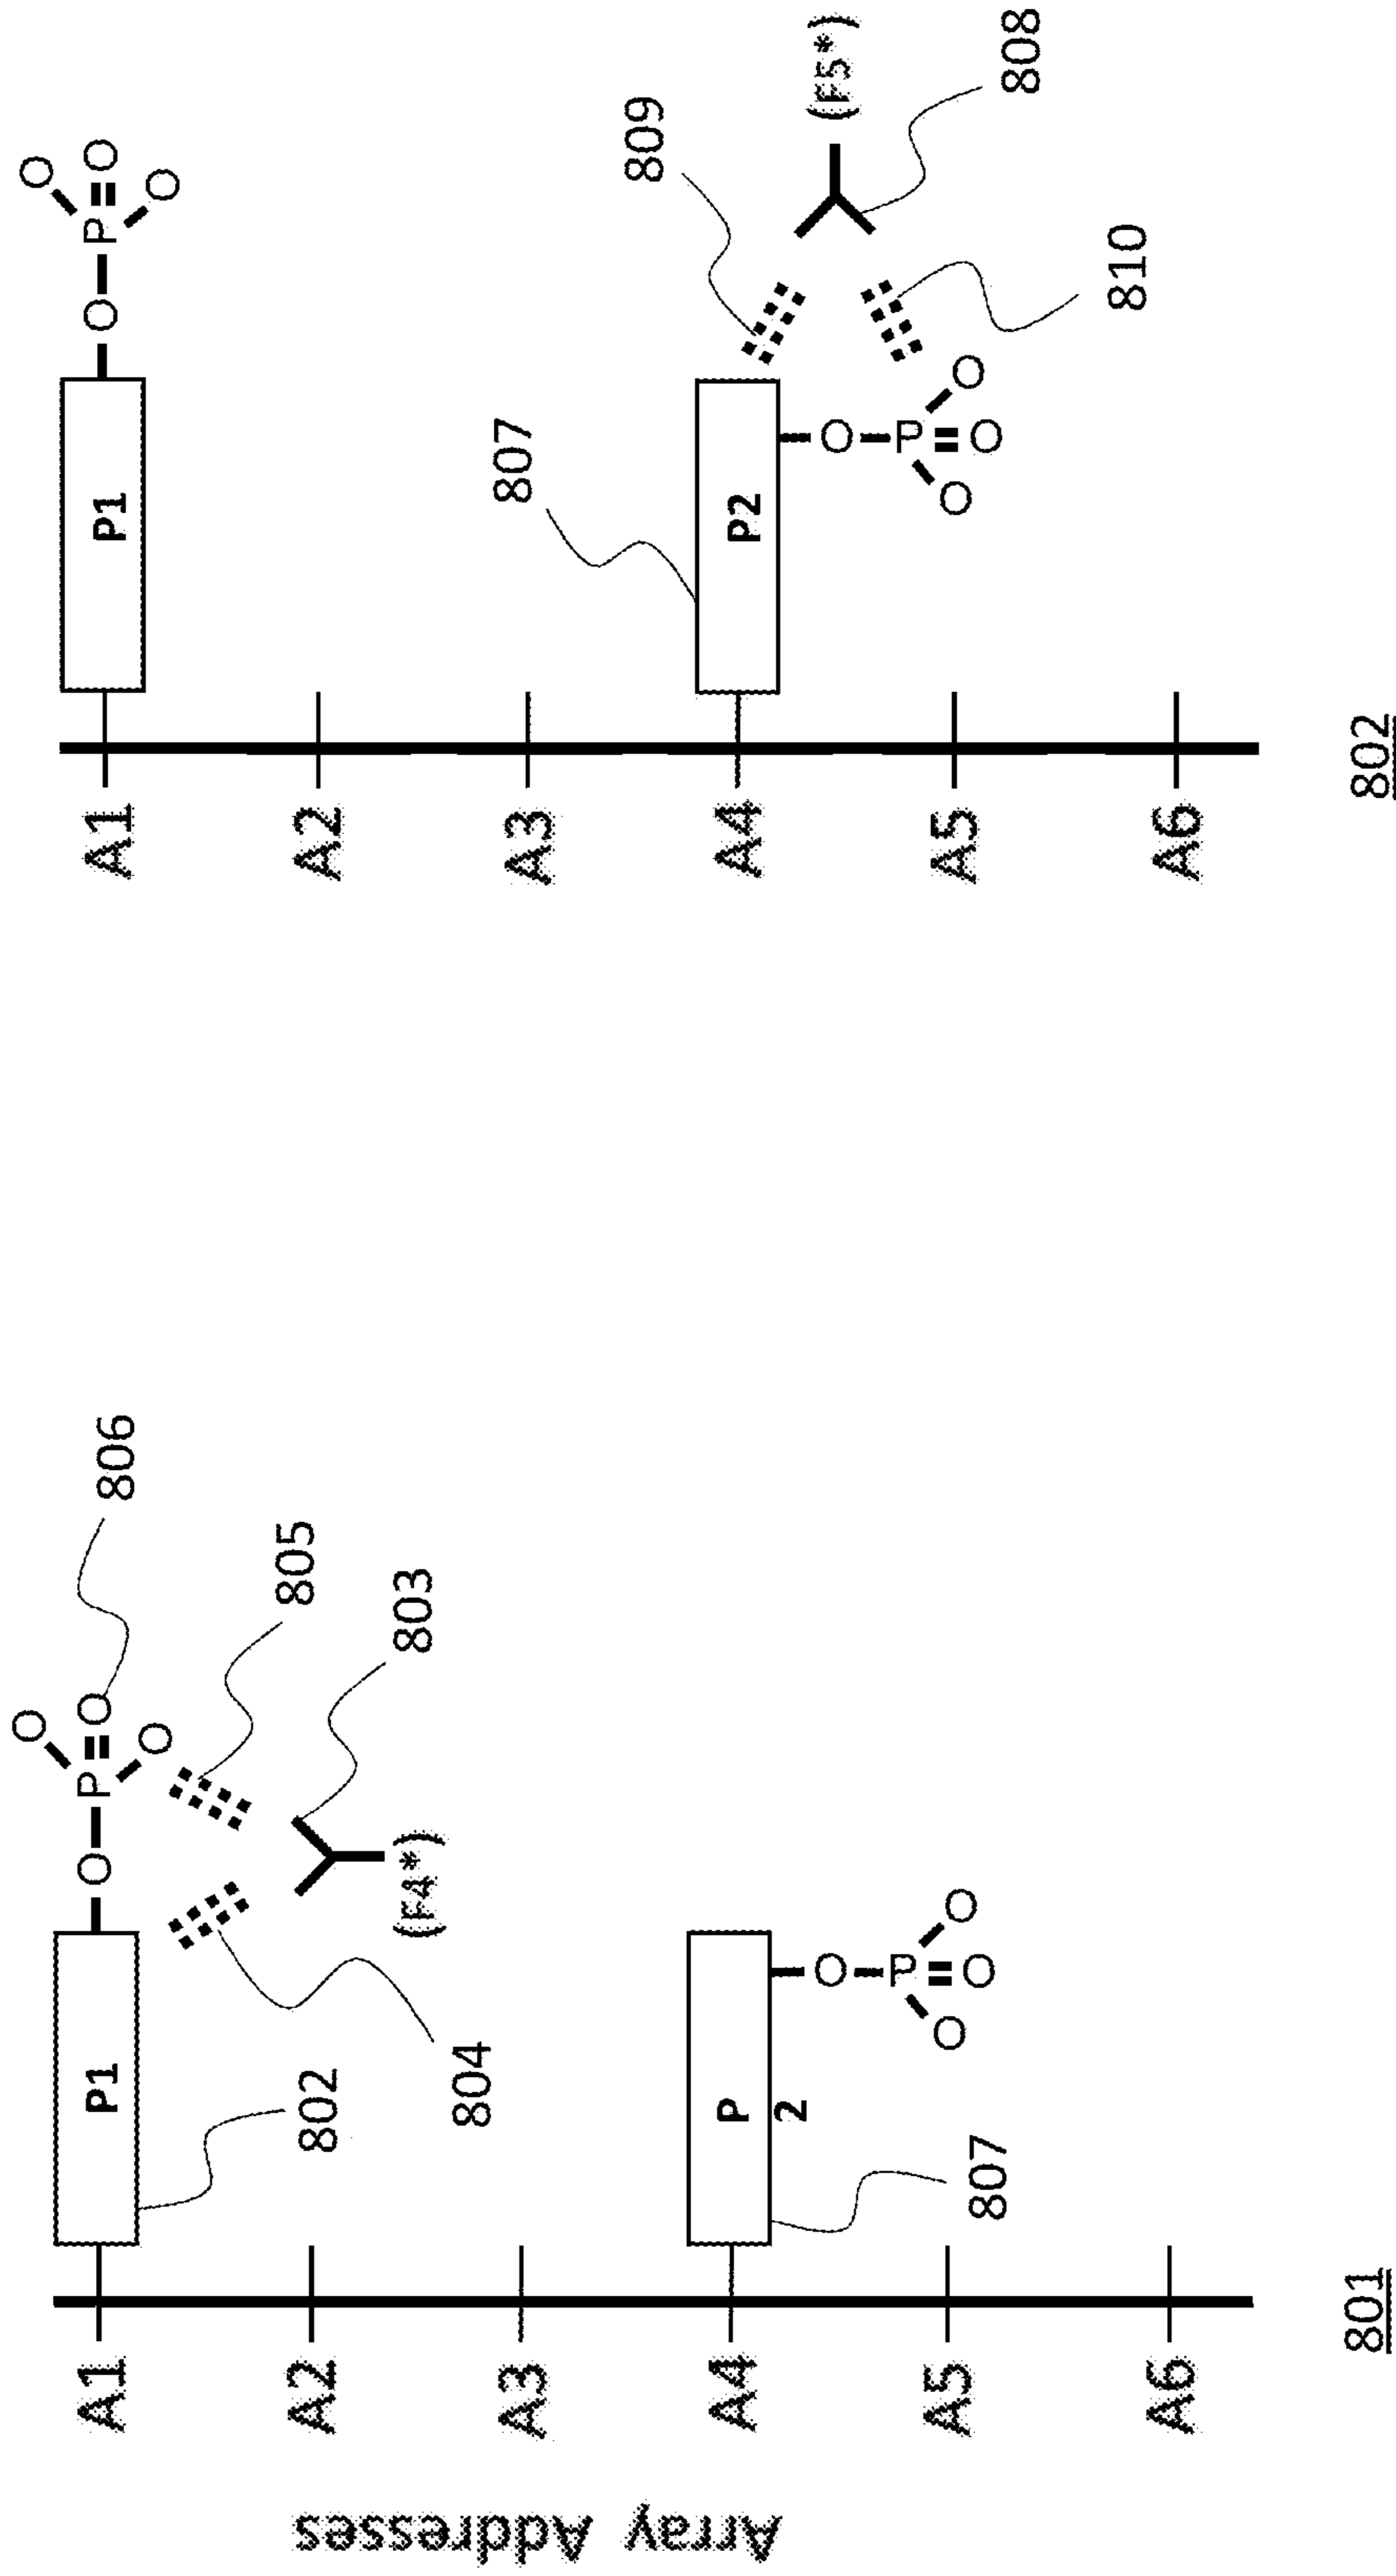 Array Addresses
A1
P1
O
P
O
O
O
806
802
805
804
(F4*)
803
A2
A3
A4
P
2
O
P
O
O
O
807
A5
A6
801
A1
P1
O
P
O
O
O
A2
A3
807
809
A4
P2
O
P
O
O
O
(F5*)
808
810
A5
A6
802